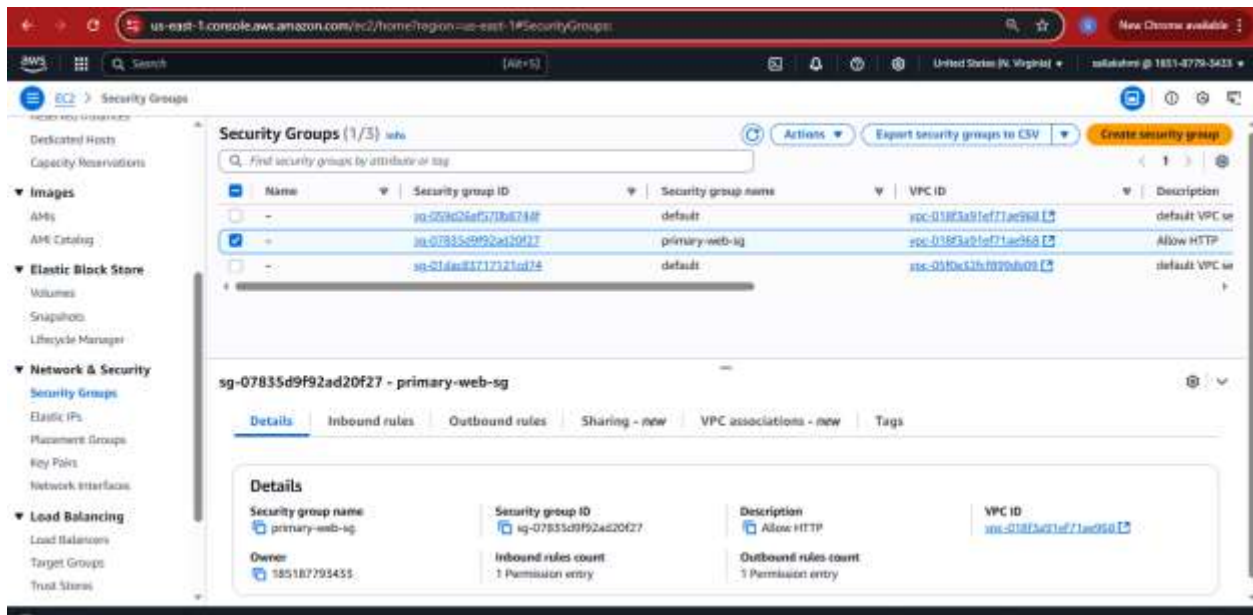 us-east-1.console.aws.amazon.com/ec2/home?region=us-east-1#SecurityGroups:
New Chrome available
aws
Search
[Alt+S]
United States (N. Virginia)
EC2 > Security Groups
Dedicated Hosts
Capacity Reservations
Images
AMIs
AMI Catalog
Elastic Block Store
Volumes
Snapshots
Lifecycle Manager
Network & Security
Security Groups
Elastic IPs
Placement Groups
Key Pairs
Network Interfaces
Load Balancing
Load Balancers
Target Groups
Trust Stores
Security Groups (1/3) Info
Actions
Export security groups to CSV
Create security group
Find security groups by attribute or tag
1
Name Security group ID Security group name VPC ID Description
- default default VPC se
- sg-07835d9f92ad20f27 primary-web-sg Allow HTTP
- default default VPC se
sg-07835d9f92ad20f27 - primary-web-sg
Details Inbound rules Outbound rules Sharing - new VPC associations - new Tags
Details
Security group name
primary-web-sg
Security group ID
sg-07835d9f92ad20f27
Description
Allow HTTP
VPC ID
Owner
185187793433
Inbound rules count
1 Permission entry
Outbound rules count
1 Permission entry